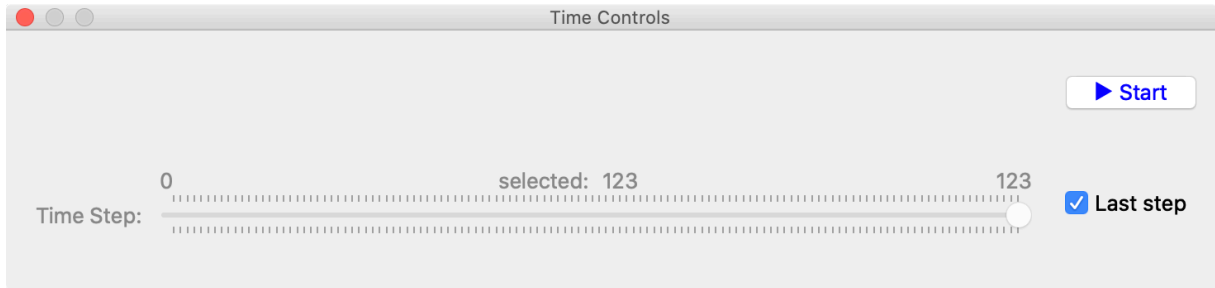 Time Controls
▶ Start
0 selected: 123 123
Time Step:
Last step